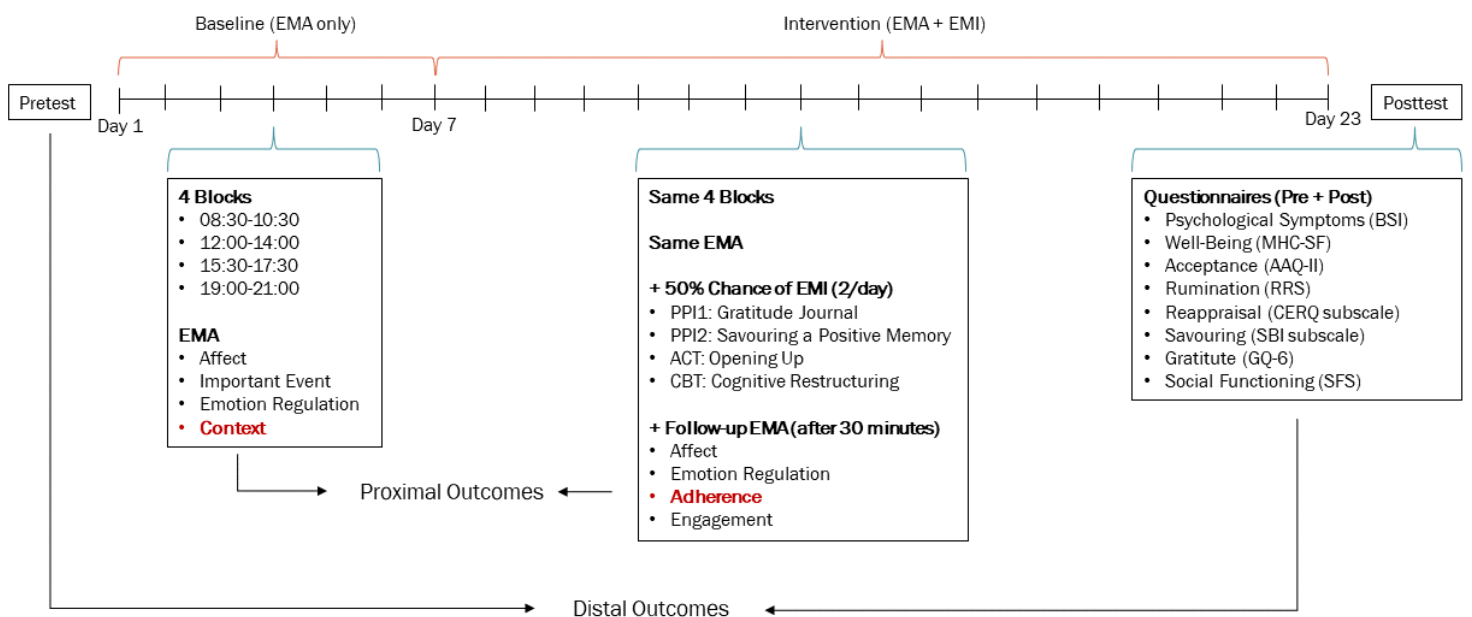 Baseline (EMA only)
Intervention (EMA + EMI)
Pretest
Posttest
Day 1
Day 7
Day 23
4 Blocks
• 08:30-10:30
• 12:00-14:00
• 15:30-17:30
• 19:00-21:00
EMA
• Affect
• Important Event
• Emotion Regulation
• Context
Same 4 Blocks
Same EMA
+ 50% Chance of EMI (2/day)
• PPI1: Gratitude Journal
• PPI2: Savouring a Positive Memory
• ACT: Opening Up
• CBT: Cognitive Restructuring
+ Follow-up EMA (after 30 minutes)
• Affect
• Emotion Regulation
• Adherence
• Engagement
Questionnaires (Pre + Post)
• Psychological Symptoms (BSI)
• Well-Being (MHC-SF)
• Acceptance (AAQ-II)
• Rumination (RRS)
• Reappraisal (CERQ subscale)
• Savouring (SBI subscale)
• Gratitute (GQ-6)
• Social Functioning (SFS)
Proximal Outcomes
Distal Outcomes